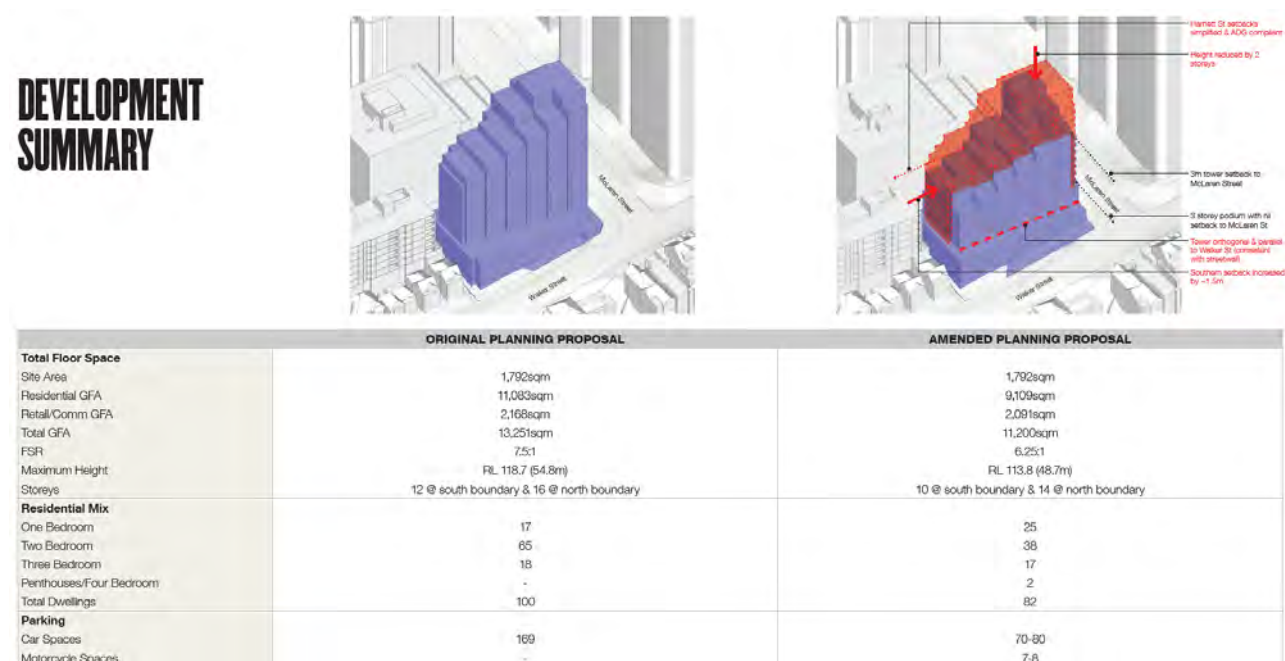 DEVELOPMENT
SUMMARY
McLaren Street
Walker Street
Harnett St setbacks
simplified & ADG compliant
Height reduced by 2
storeys
McLaren Street
Walker Street
3m tower setback to
McLaren Street
3 storey podium with nil
setback to McLaren St
Tower orthogonal & parallel
to Walker St (consistent
with streetwall)
Southern setback increased
by ~1.5m
ORIGINAL PLANNING PROPOSAL AMENDED PLANNING PROPOSAL
Total Floor Space
Site Area 1,792sqm 1,792sqm
Residential GFA 11,083sqm 9,109sqm
Retail/Comm GFA 2,168sqm 2,091sqm
Total GFA 13,251sqm 11,200sqm
FSR 7.5:1 6.25:1
Maximum Height RL 118.7 (54.8m) RL 113.8 (48.7m)
Storeys 12 @ south boundary & 16 @ north boundary 10 @ south boundary & 14 @ north boundary
Residential Mix
One Bedroom 17 25
Two Bedroom 65 38
Three Bedroom 18 17
Penthouses/Four Bedroom - 2
Total Dwellings 100 82
Parking
Car Spaces 169 70-80
Motorcycle Spaces - 7-8